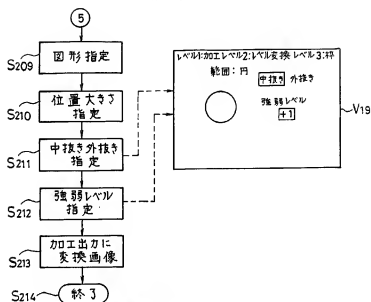 5
S209
図形指定
S210
位置大きさ
指定
S211
中抜き外抜き
指定
S212
強弱レベル
指定
S213
加工出力に
変換画像
S214
終了
レベル1:加工レベル2:レベル変換レベル3:枠
範囲:円
中抜き 外抜き
強弱レベル
+1
V19